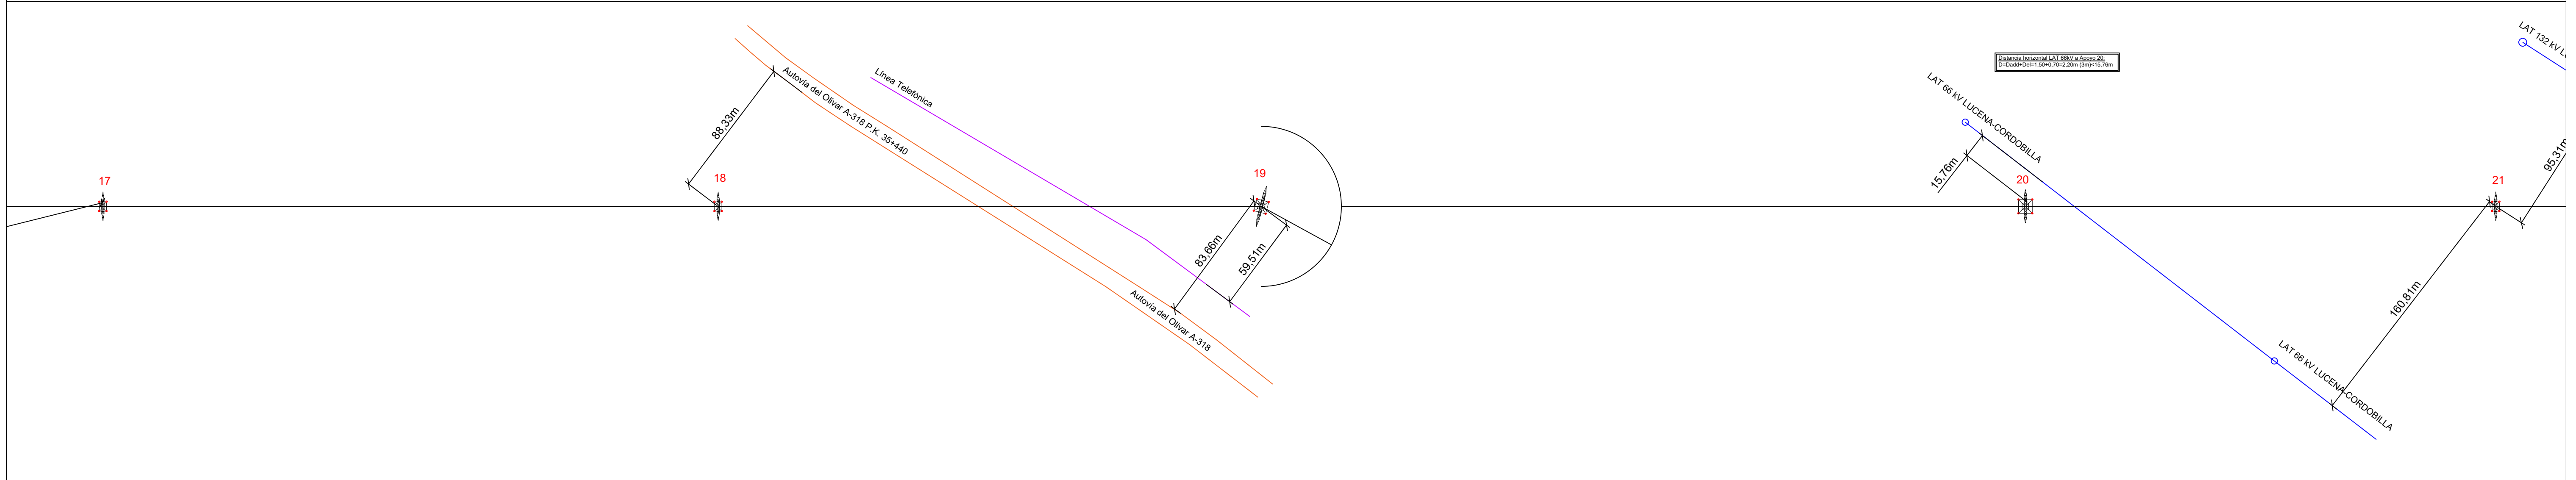 LAT 132 kV L
Distancia horizontal LAT 66kV a Apoyo 20:
D=Dadd+Del=1,50+0,70=2,20m (3m)<15,76m
Autovía del Olivar A-318 P.K. 35+440
Línea Telefónica
LAT 66 kV LUCENA-CORDOBILLA
88,33m
95,31m
15,76m
17
18
19
20
21
83,66m
59,51m
160,81m
Autovía del Olivar A-318
LAT 66 kV LUCENA-CORDOBILLA